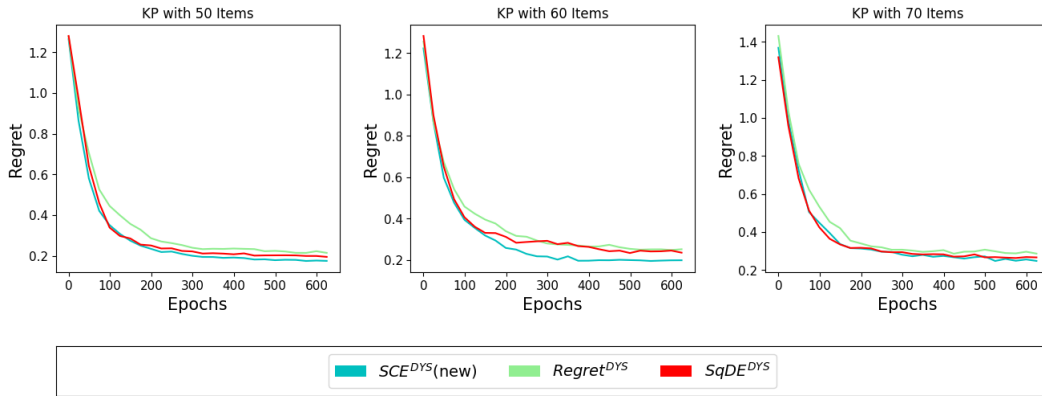 KP with 50 Items
KP with 60 Items
KP with 70 Items
Regret
1.2
1.0
0.8
0.6
0.4
0.2
0 100 200 300 400 500 600
Epochs
Regret
1.2
1.0
0.8
0.6
0.4
0.2
0 100 200 300 400 500 600
Epochs
Regret
1.4
1.2
1.0
0.8
0.6
0.4
0.2
0 100 200 300 400 500 600
Epochs
SCE^DYS(new) Regret^DYS SqDE^DYS